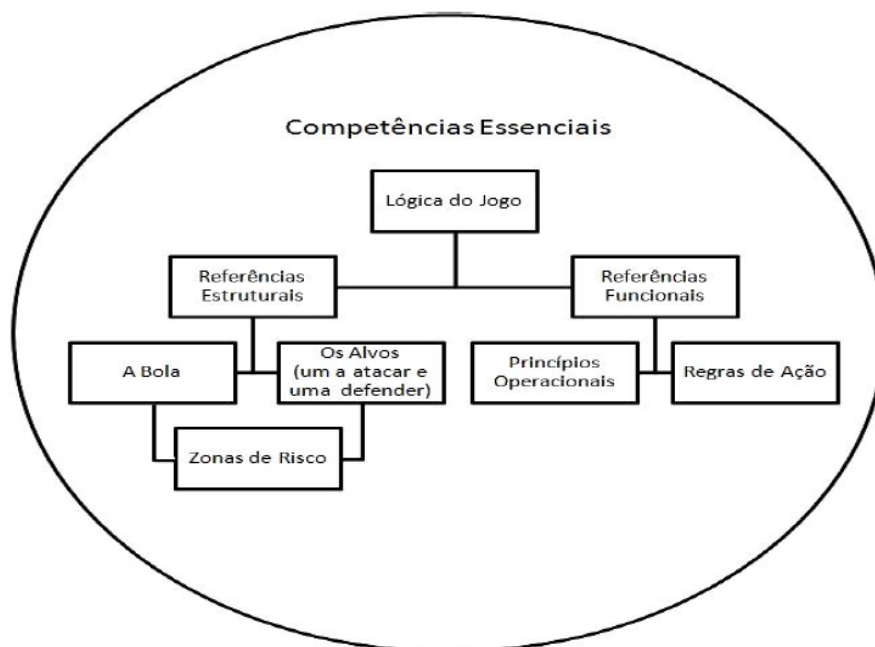 Competências Essenciais
Lógica do Jogo
Referências
Estruturais
Referências
Funcionais
A Bola
Os Alvos
(um a atacar e
uma defender)
Princípios
Operacionais
Regras de Ação
Zonas de Risco